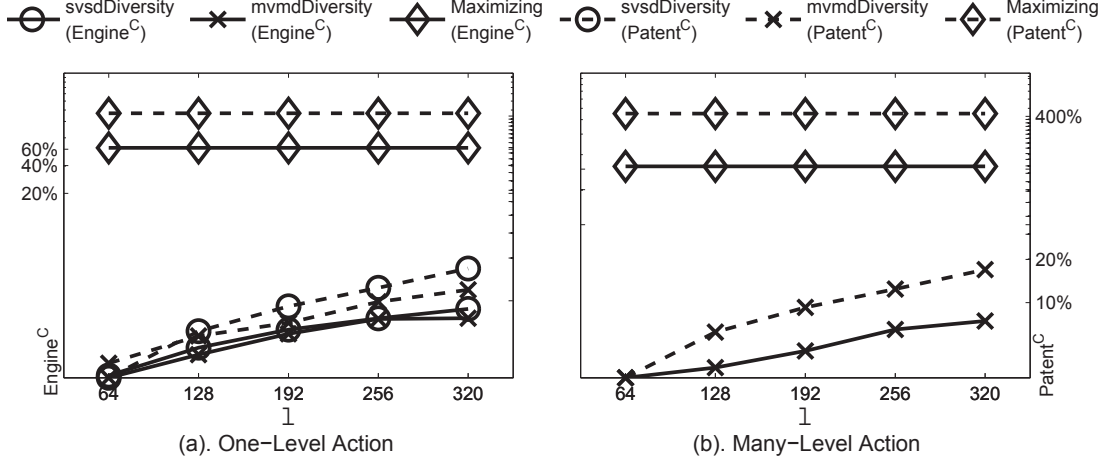 svsdDiversity mvmdDiversity Maximizing svsdDiversity mvmdDiversity Maximizing
(Engine^C) (Engine^C) (Engine^C) (Patent^C) (Patent^C) (Patent^C)
60%
40%
20%
Engine^C
64 128 192 256 320
l
(a). One−Level Action
400%
20%
10%
Patent^C
64 128 192 256 320
l
(b). Many−Level Action